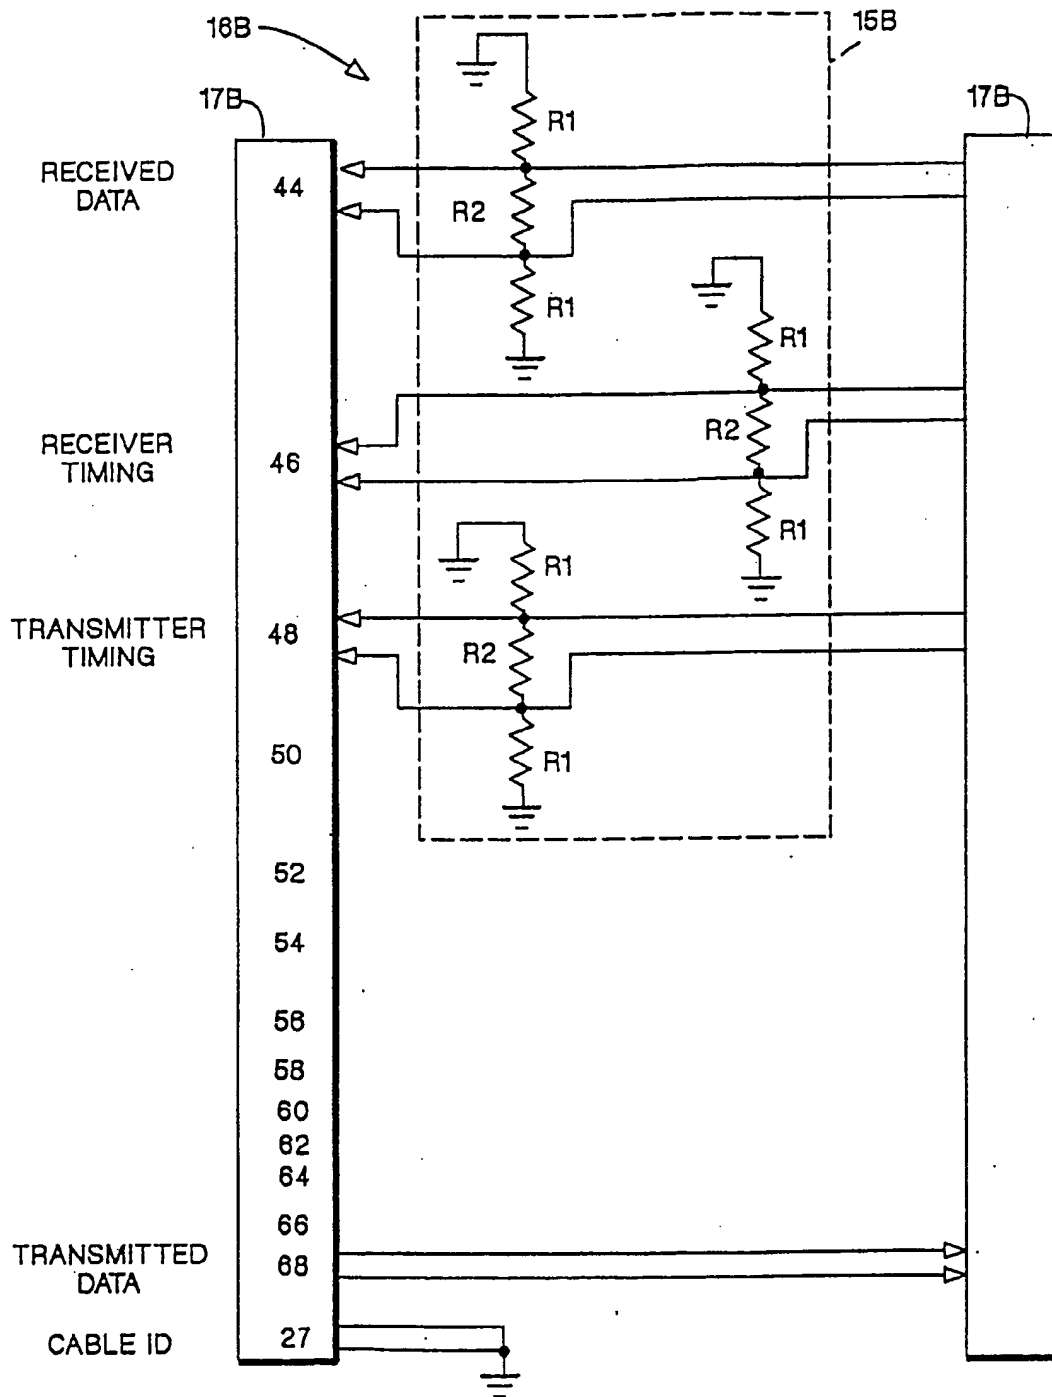 16B
15B
17B
17B
R1
RECEIVED
DATA
44
R2
R1
R1
RECEIVER
TIMING
46
R2
R1
R1
TRANSMITTER
TIMING
48
R2
R1
50
52
54
56
58
60
62
64
66
TRANSMITTED
DATA
68
CABLE ID
27